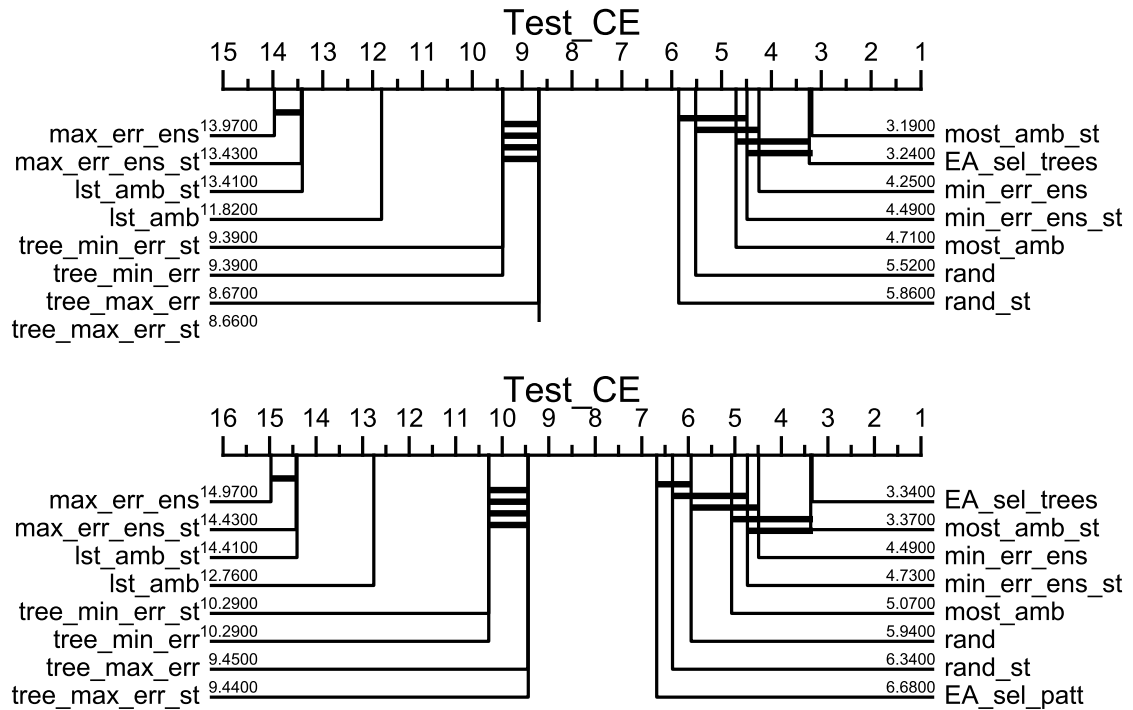 Test_CE
15 14 13 12 11 10 9 8 7 6 5 4 3 2 1
max_err_ens 13.9700 3.1900 most_amb_st
max_err_ens_st 13.4300 3.2400 EA_sel_trees
lst_amb_st 13.4100 4.2500 min_err_ens
lst_amb 11.8200 4.4900 min_err_ens_st
tree_min_err_st 9.3900 4.7100 most_amb
tree_min_err 9.3900 5.5200 rand
tree_max_err 8.6700 5.8600 rand_st
tree_max_err_st 8.6600
Test_CE
16 15 14 13 12 11 10 9 8 7 6 5 4 3 2 1
max_err_ens 14.9700 3.3400 EA_sel_trees
max_err_ens_st 14.4300 3.3700 most_amb_st
lst_amb_st 14.4100 4.4900 min_err_ens
lst_amb 12.7600 4.7300 min_err_ens_st
tree_min_err_st 10.2900 5.0700 most_amb
tree_min_err 10.2900 5.9400 rand
tree_max_err 9.4500 6.3400 rand_st
tree_max_err_st 9.4400 6.6800 EA_sel_patt